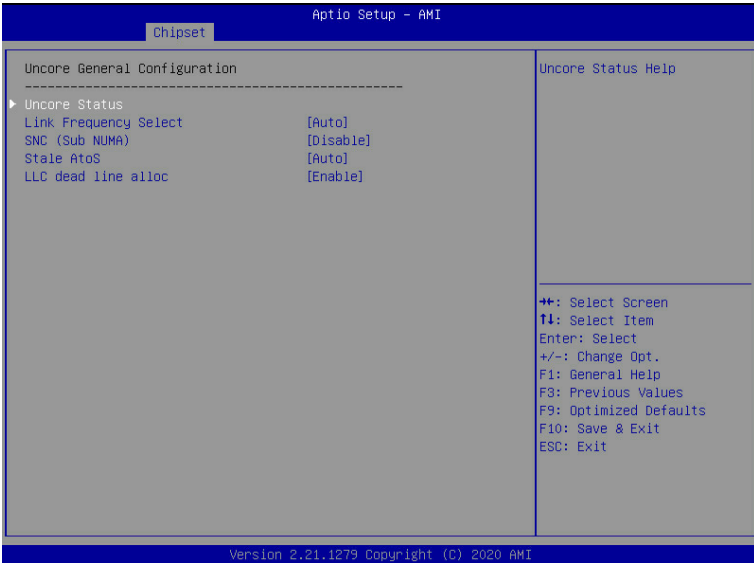 Aptio Setup – AMI
Chipset
Uncore General Configuration
--------------------------------------------------
Uncore Status
Link Frequency Select [Auto]
SNC (Sub NUMA) [Disable]
Stale AtoS [Auto]
LLC dead line alloc [Enable]
Uncore Status Help
→←: Select Screen
↑↓: Select Item
Enter: Select
+/-: Change Opt.
F1: General Help
F3: Previous Values
F9: Optimized Defaults
F10: Save & Exit
ESC: Exit
Version 2.21.1279 Copyright (C) 2020 AMI